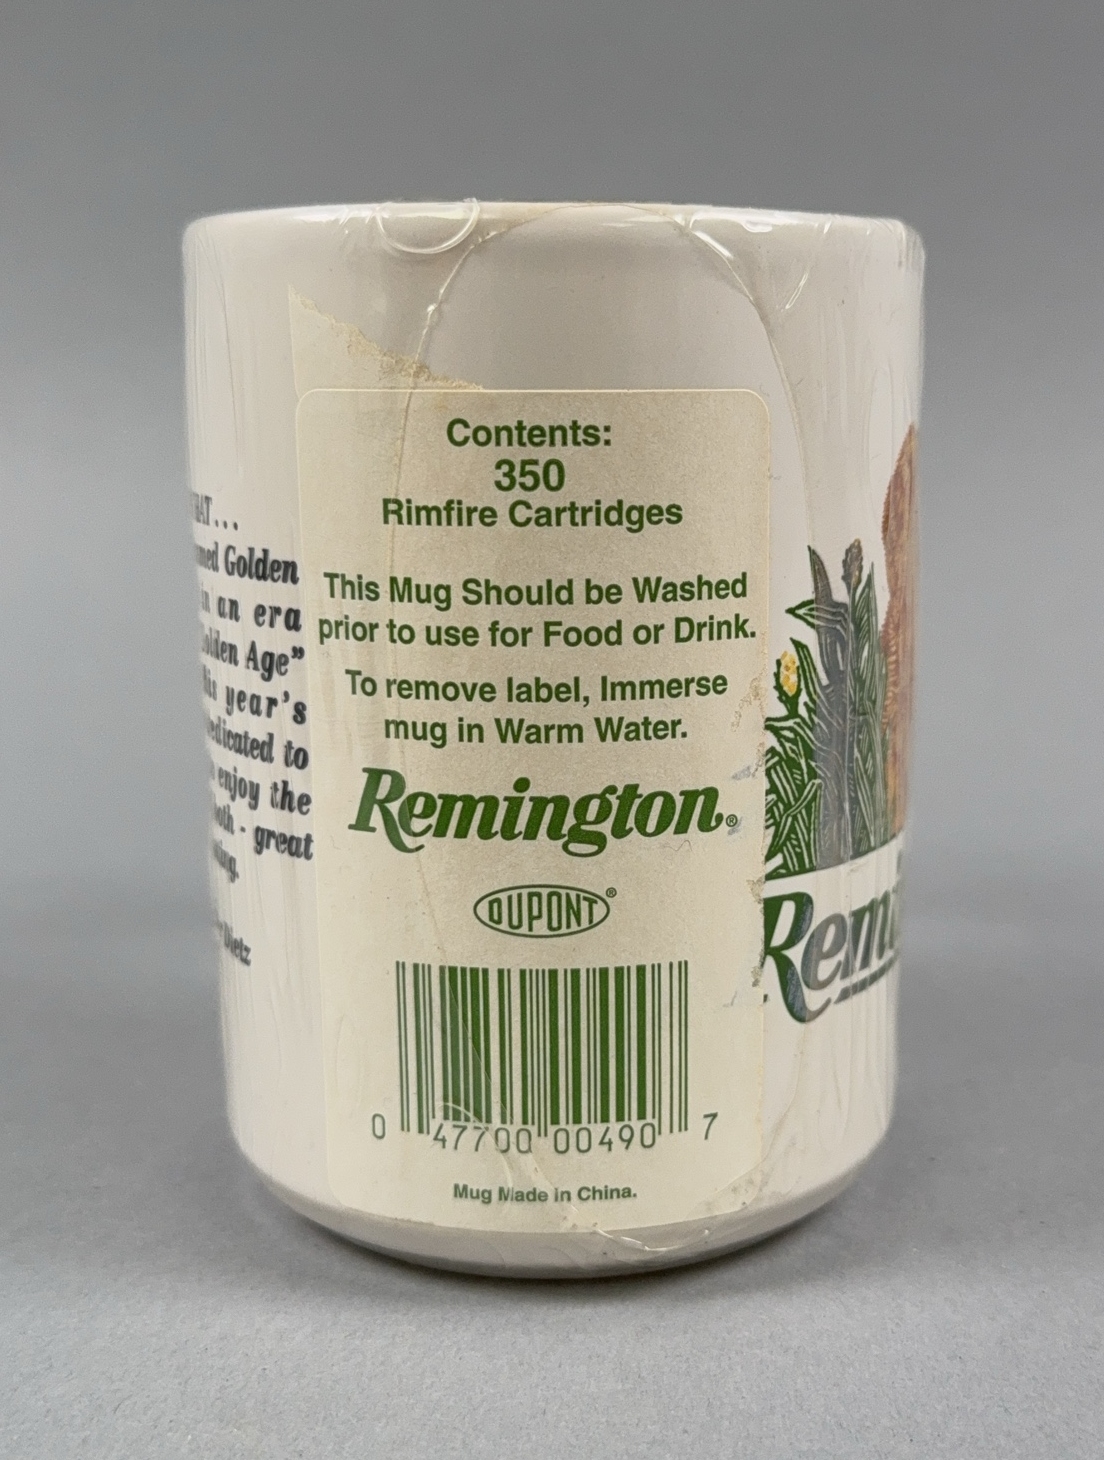 Golden
in an era
Age”
year's
to
enjoy the
- great
Dietz
Contents:
350
Rimfire Cartridges
This Mug Should be Washed
prior to use for Food or Drink.
To remove label, Immerse
mug in Warm Water.
Remington®
DUPONT®
0 47700 00490 7
Mug Made in China.